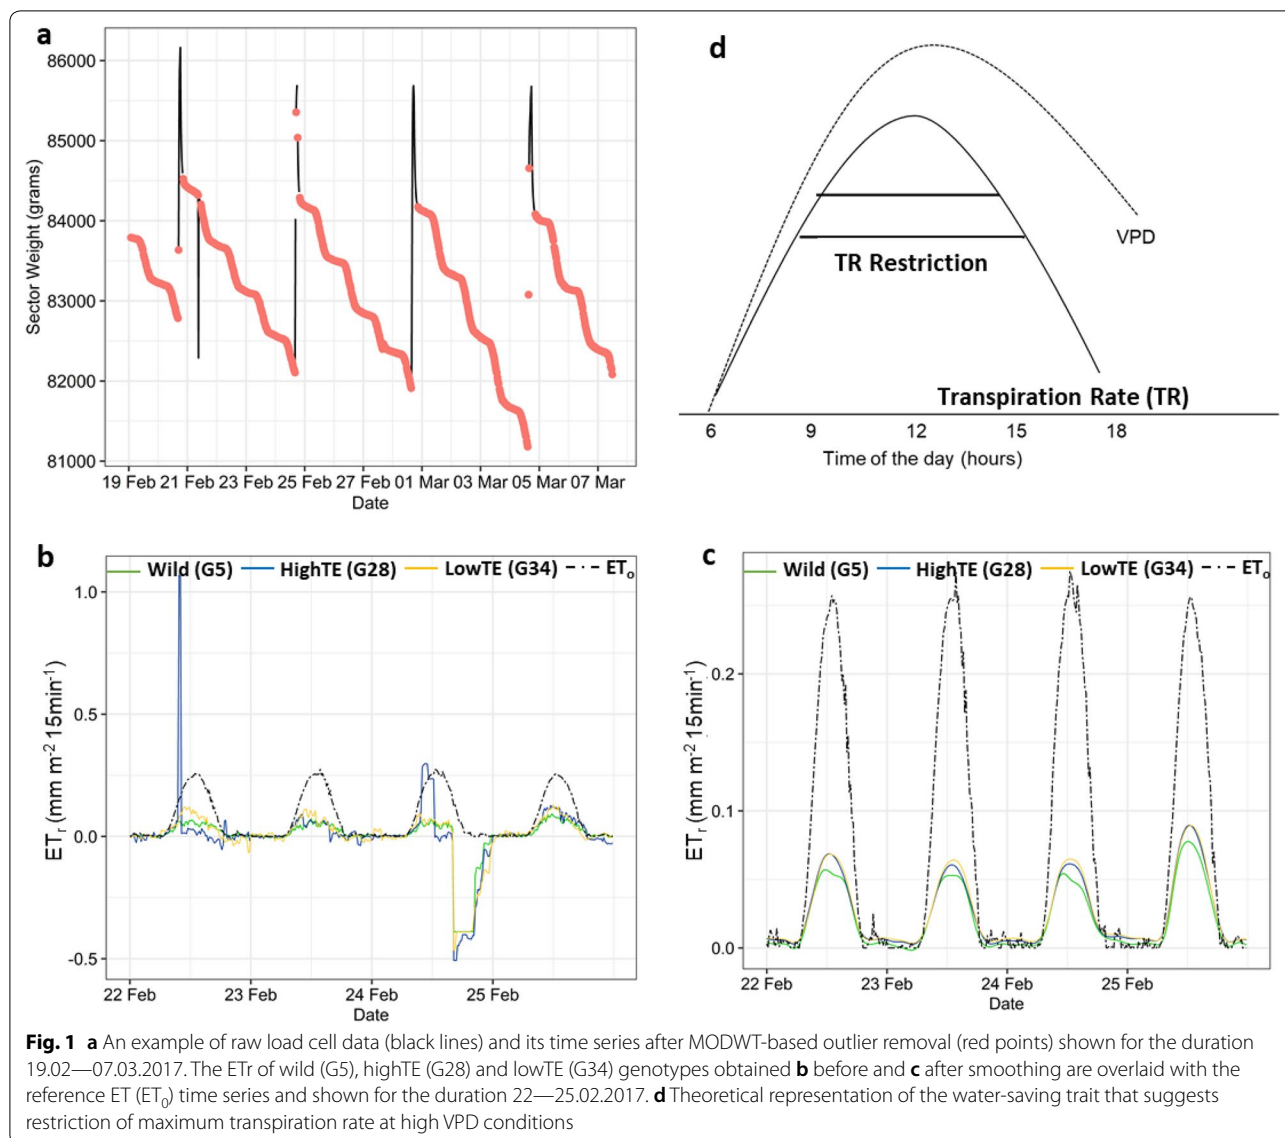 a
86000
85000
84000
83000
82000
81000
Sector Weight (grams)
19 Feb 21 Feb 23 Feb 25 Feb 27 Feb 01 Mar 03 Mar 05 Mar 07 Mar
Date
d
VPD
TR Restriction
Transpiration Rate (TR)
6 9 12 15 18
Time of the day (hours)
b
Wild (G5) HighTE (G28) LowTE (G34) ETo
1.0
0.5
0.0
-0.5
ETr (mm m-2 15min-1)
22 Feb 23 Feb 24 Feb 25 Feb
Date
c
Wild (G5) HighTE (G28) LowTE (G34) ETo
0.2
0.1
0.0
ETr (mm m-2 15min-1)
22 Feb 23 Feb 24 Feb 25 Feb
Date
Fig. 1 a An example of raw load cell data (black lines) and its time series after MODWT-based outlier removal (red points) shown for the duration
19.02—07.03.2017. The ETr of wild (G5), highTE (G28) and lowTE (G34) genotypes obtained b before and c after smoothing are overlaid with the
reference ET (ET0) time series and shown for the duration 22—25.02.2017. d Theoretical representation of the water-saving trait that suggests
restriction of maximum transpiration rate at high VPD conditions